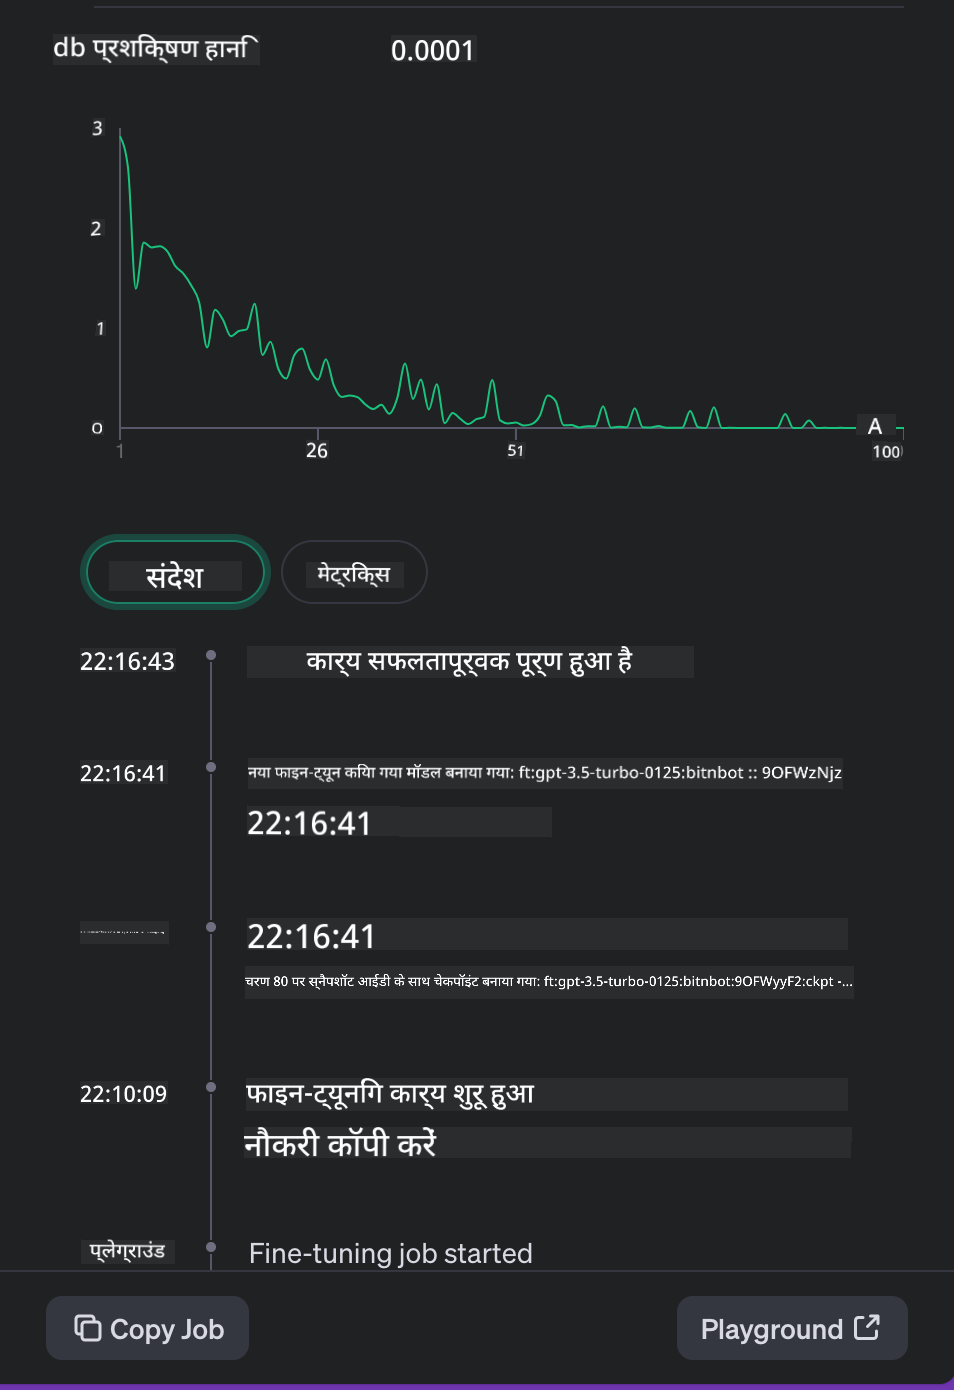 db प्रशिक्षण हानि
0.0001
3
2
1
0
1
26
51
A
100
संदेश
मेट्रिक्स
22:16:43
कार्य सफलतापूर्वक पूर्ण हुआ है
22:16:41
नया फाइन-ट्यून किया गया मॉडल बनाया गया: ft:gpt-3.5-turbo-0125:bitnbot :: 9OFWzNjz
22:16:41
22:16:41
चरण 80 पर स्नैपशॉट आईडी के साथ चेकपॉइंट बनाया गया: ft:gpt-3.5-turbo-0125:bitnbot:9OFWyyF2:ckpt -...
22:10:09
फाइन-ट्यूनिंग कार्य शुरू हुआ
नौकरी कॉपी करें
प्लेग्राउंड
Fine-tuning job started
Copy Job
Playground